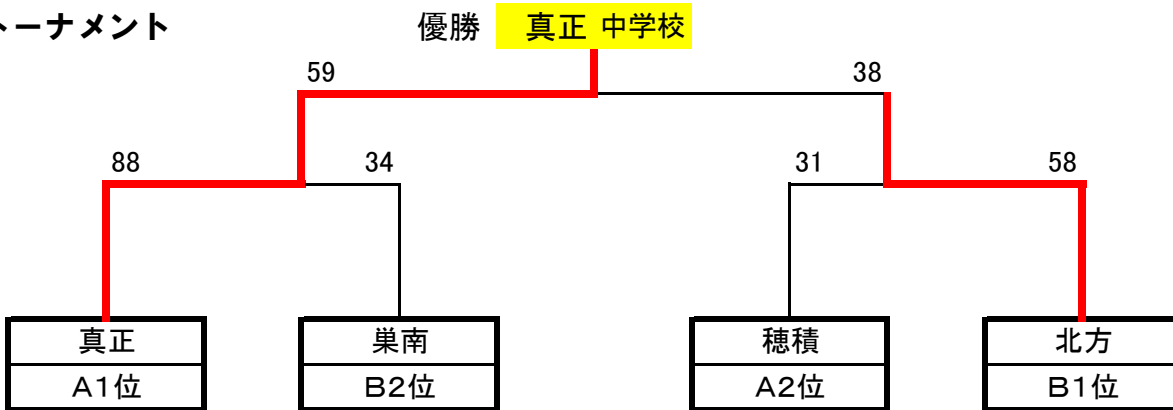 トーナメント
優勝 真正 中学校
59 38
88 34 31 58
真正 巣南 穂積 北方
A1位 B2位 A2位 B1位